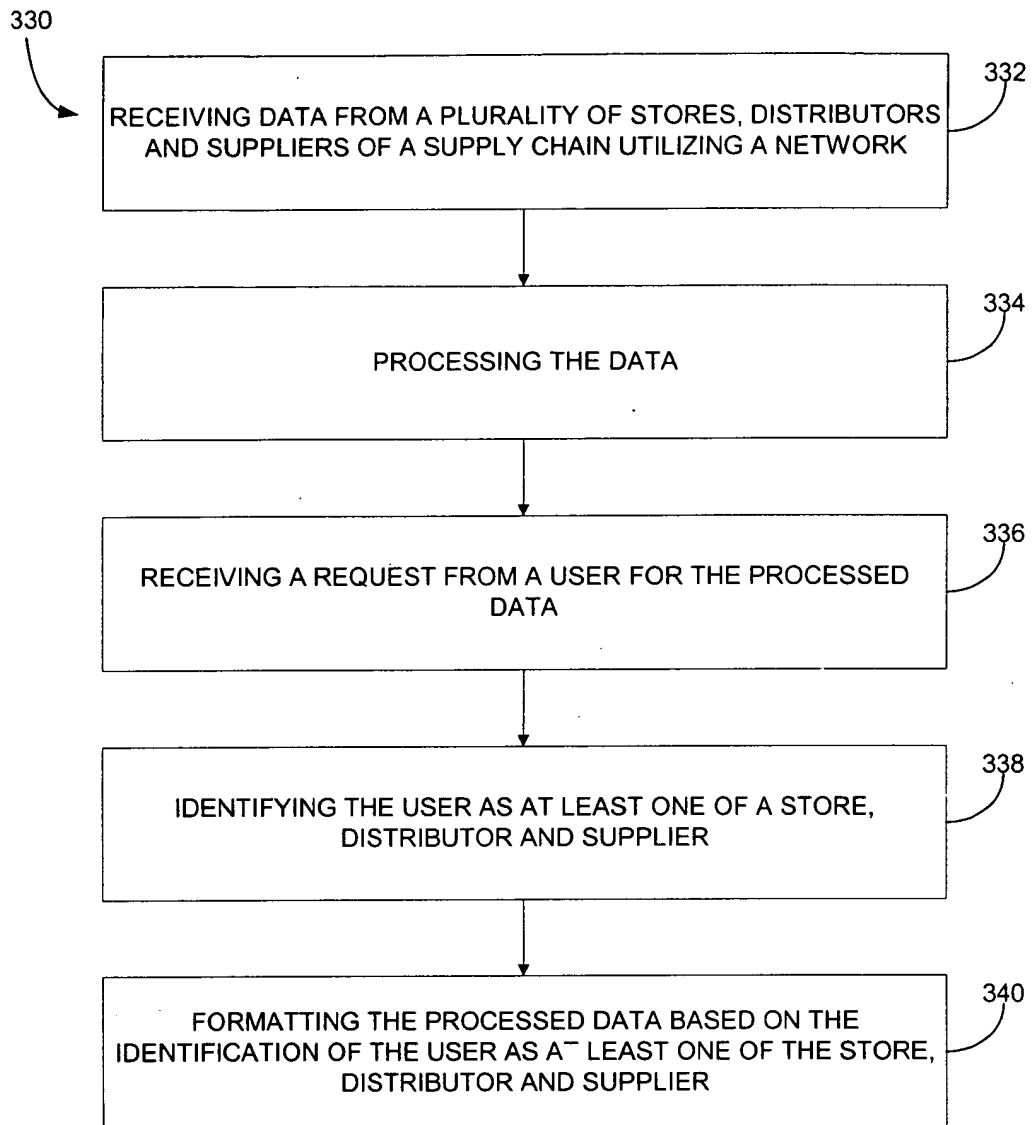 330
332
RECEIVING DATA FROM A PLURALITY OF STORES, DISTRIBUTORS
AND SUPPLIERS OF A SUPPLY CHAIN UTILIZING A NETWORK
334
PROCESSING THE DATA
336
RECEIVING A REQUEST FROM A USER FOR THE PROCESSED
DATA
338
IDENTIFYING THE USER AS AT LEAST ONE OF A STORE,
DISTRIBUTOR AND SUPPLIER
340
FORMATTING THE PROCESSED DATA BASED ON THE
IDENTIFICATION OF THE USER AS AT LEAST ONE OF THE STORE,
DISTRIBUTOR AND SUPPLIER